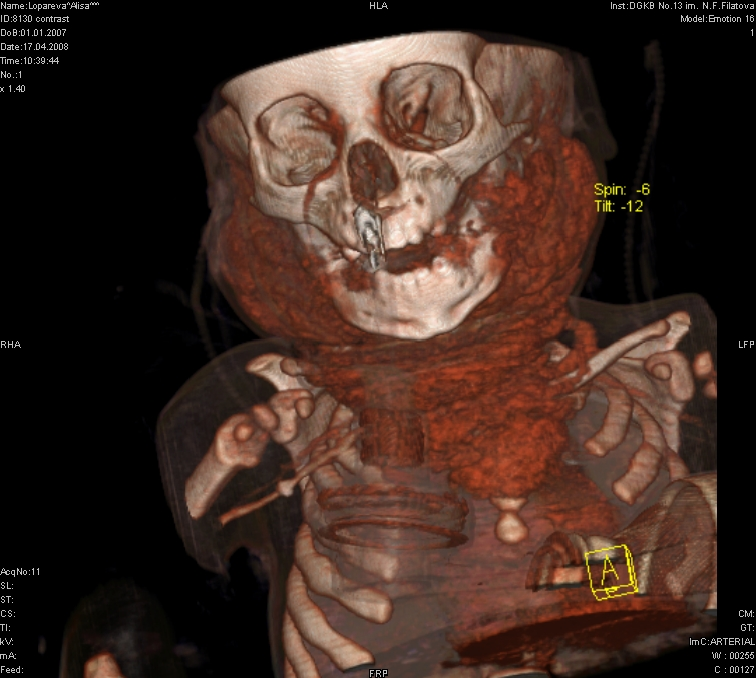 Name:Lopareva^Alisa^^^
ID:8130 contrast
DoB:01.01.2007
Date:17.04.2008
Time:10:39:44
No.:1
x 1.40
HLA
Inst:DGKB No.13 im. N.F.Filatova
Model:Emotion 16
1
Spin: -6
Tilt: -12
RHA
LFP
A
AcqNo:11
SL:
ST:
CS:
TI:
kV:
mA:
Feed:
FRP
CM:
GT:
ImC:ARTERIAL
W : 00255
C : 00127